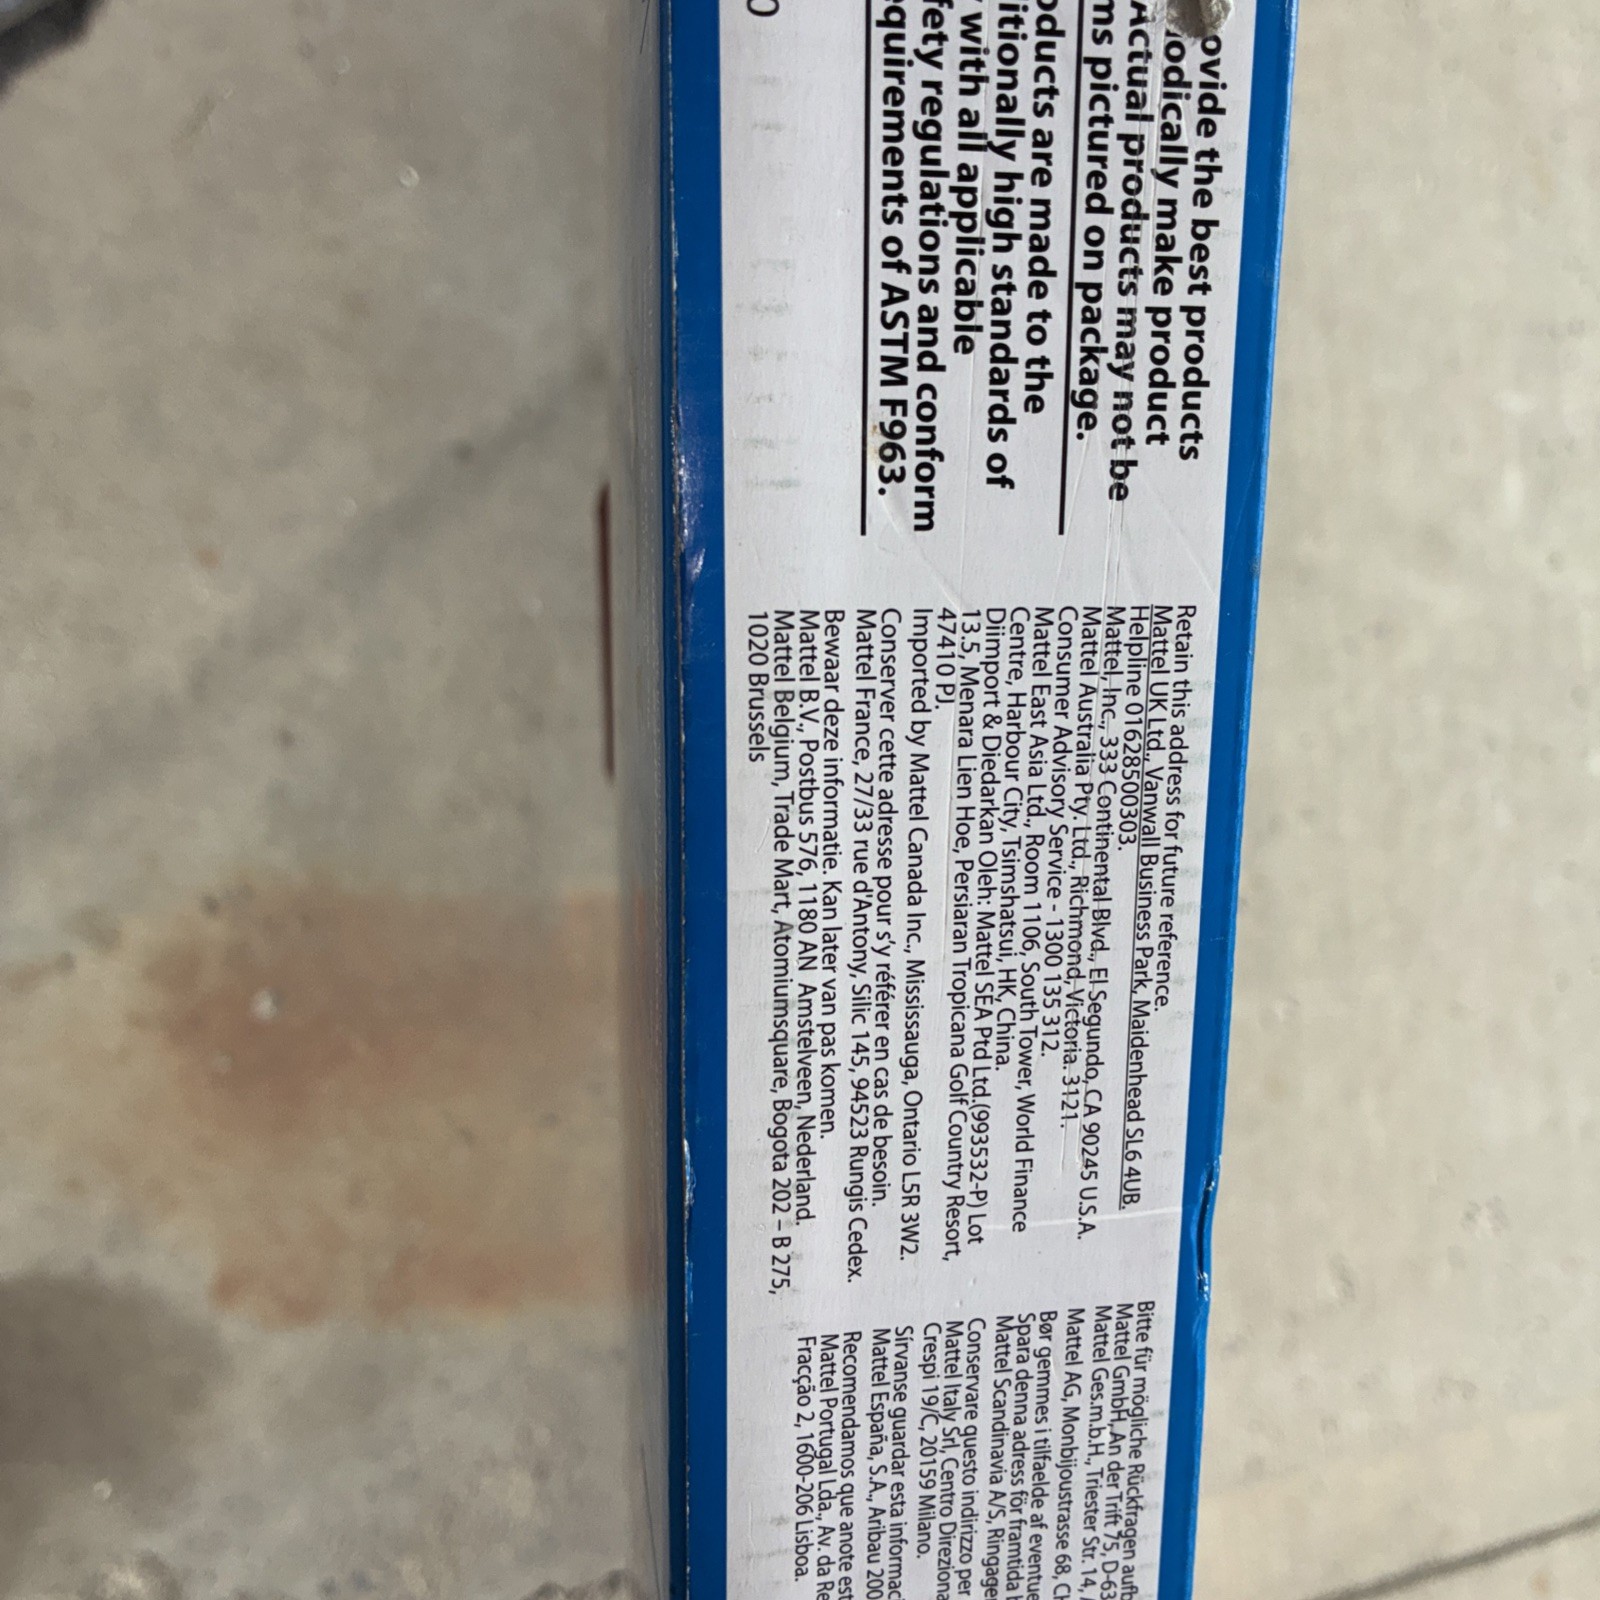 ovide the best products
odically make product
Actual products may not be
ms pictured on package.
oducts are made to the
itionally high standards of
with all applicable
fety regulations and conform
equirements of ASTM F963.
0
Retain this address for future reference.
Mattel UK Ltd., Vanwall Business Park, Maidenhead SL6 4UB.
Helpline 01628500303.
Mattel, Inc., 333 Continental Blvd., El Segundo, CA 90245 U.S.A.
Mattel Australia Pty. Ltd., Richmond, Victoria. 3121.
Consumer Advisory Service - 1300 135 312.
Mattel East Asia Ltd., Room 1106, South Tower, World Finance
Centre, Harbour City, Tsimshatsui, HK, China.
Diimport & Diedarkan Oleh: Mattel SEA Ptd Ltd.(993532-P) Lot
13.5, Menara Lien Hoe, Persiaran Tropicana Golf Country Resort,
47410 PJ.
Imported by Mattel Canada Inc., Mississauga, Ontario L5R 3W2.
Conserver cette adresse pour s'y référer en cas de besoin.
Mattel France, 27/33 rue d'Antony, Silic 145, 94523 Rungis Cedex.
Bewaar deze informatie. Kan later van pas komen.
Mattel B.V., Postbus 576, 1180 AN Amstelveen, Nederland.
Mattel Belgium, Trade Mart, Atomiumsquare, Bogota 202 – B 275,
1020 Brussels
Bitte für mögliche Rückfragen aufb
Mattel GmbH, An der Trift 75, D-63
Mattel Ges.m.b.H., Triester Str. 14,
Mattel AG, Monbijoustrasse 68, CH
Bør gemmes i tilfaelde af eventue
Spara denna adress för framtida
Mattel Scandinavia A/S, Ringager
Conservare questo indirizzo per
Mattel Italy Srl, Centro Direziona
Crespi 19/C, 20159 Milano.
Sírvanse guardar esta informac
Mattel España, S.A., Aribau 200
Recomendamos que anote est
Mattel Portugal Lda., Av. da Re
Fracção 2, 1600-206 Lisboa.